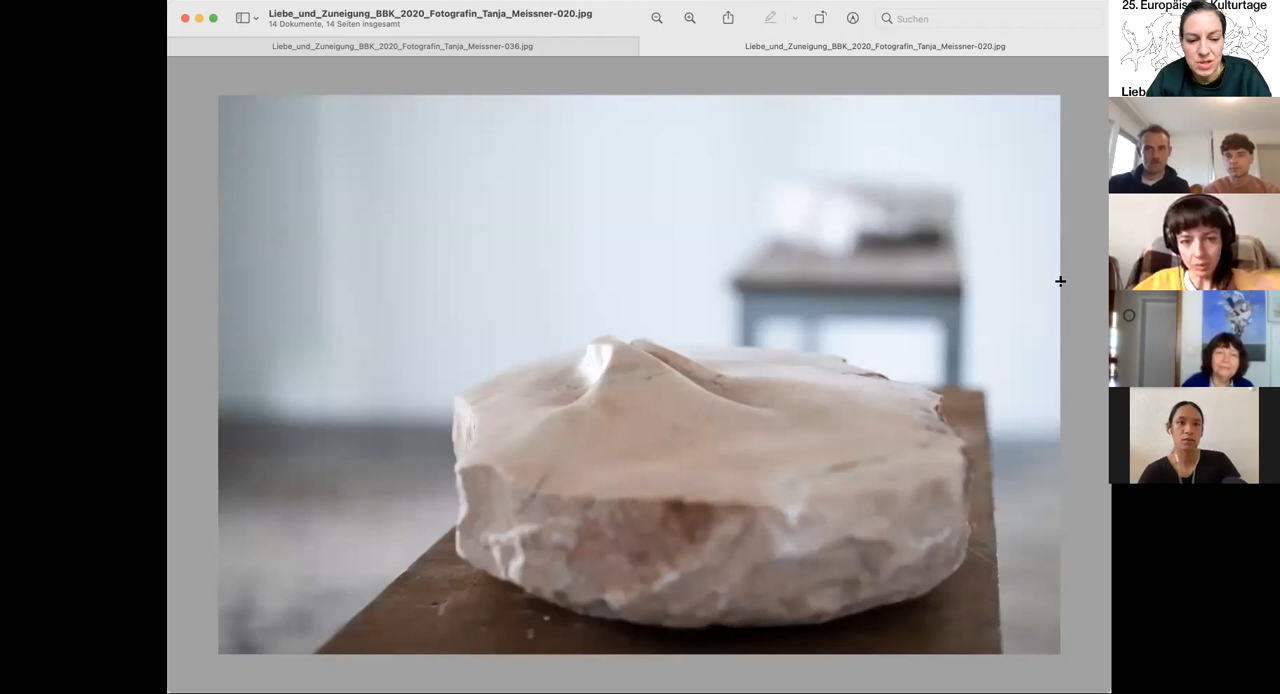 Liebe_und_Zuneigung_BBK_2020_Fotografin_Tanja_Meissner-020.jpg
14 Dokumente, 14 Seiten insgesamt
Suchen
Liebe_und_Zuneigung_BBK_2020_Fotografin_Tanja_Meissner-036.jpg
Liebe_und_Zuneigung_BBK_2020_Fotografin_Tanja_Meissner-020.jpg
25. Europäis Kulturtage
Lieb